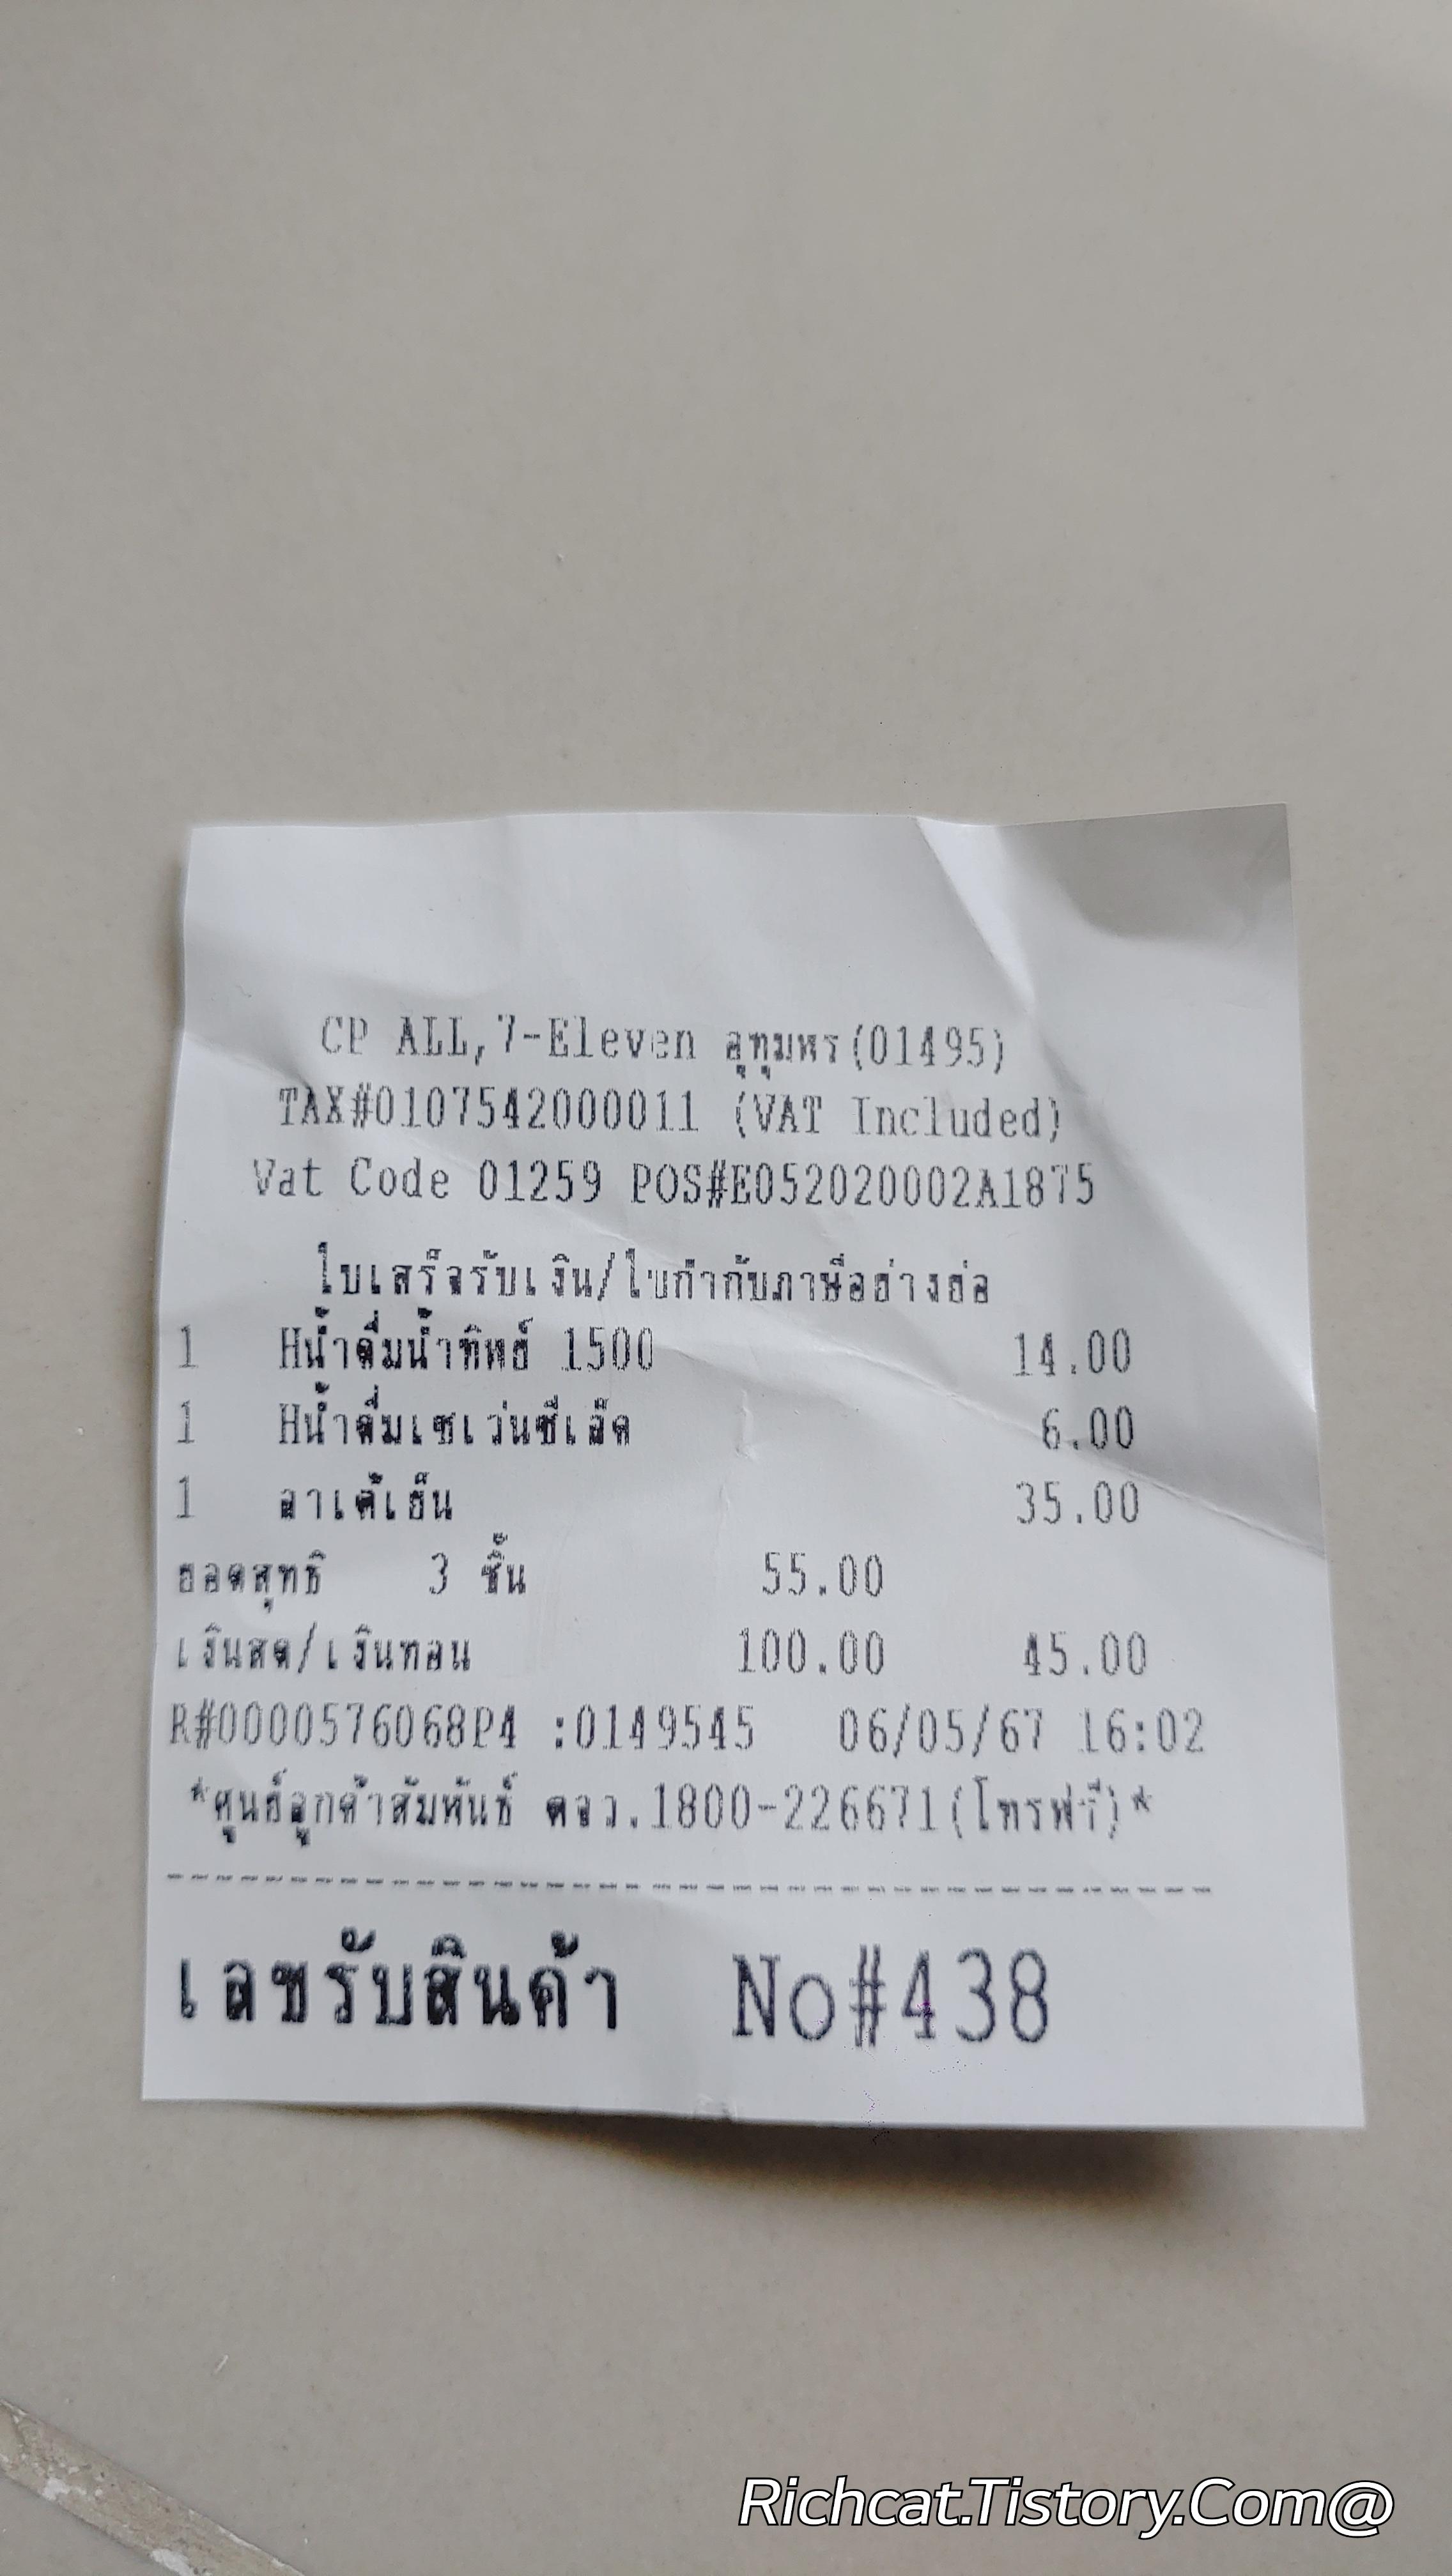 CP ALL,7-Eleven อุทุมพร(01495)
TAX#0107542000011 (VAT Included)
Vat Code 01259 POS#E052020002A1875
ใบเสร็จรับเงิน/ใบกำกับภาษีอย่างย่อ
1 Hน้ำดื่มน้ำทิพย์ 1500 14.00
1 Hน้ำดื่มเซเว่นซีเล็ค 6.00
1 ลาเต้เย็น 35.00
ยอดสุทธิ 3 ชิ้น 55.00
เงินสด/เงินทอน 100.00 45.00
R#0000576068P4 :0149545 06/05/67 16:02
*ศูนย์ลูกค้าสัมพันธ์ ตจว.1800-226671(โทรฟรี)*
เลขรับสินค้า No#438
Richcat.Tistory.Com@